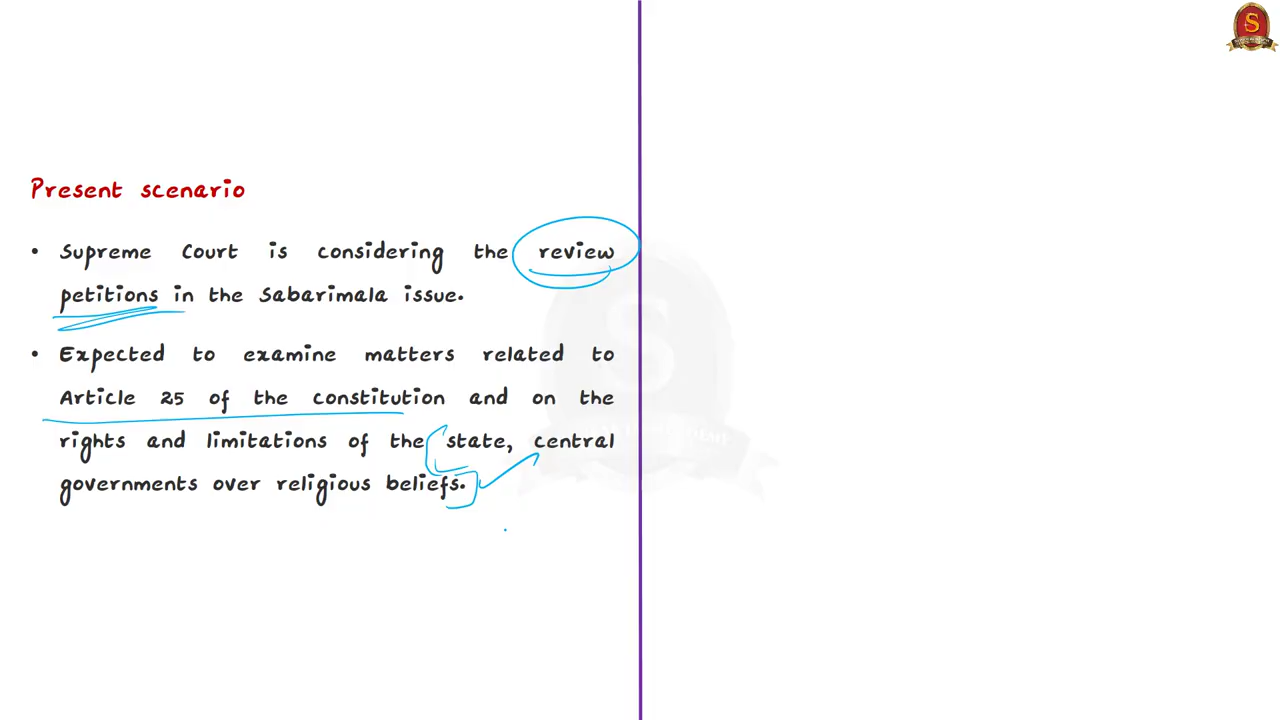 Present scenario
• Supreme Court is considering the review
petitions in the Sabarimala issue.
• Expected to examine matters related to
Article 25 of the constitution and on the
rights and limitations of the state, central
governments over religious beliefs.
S